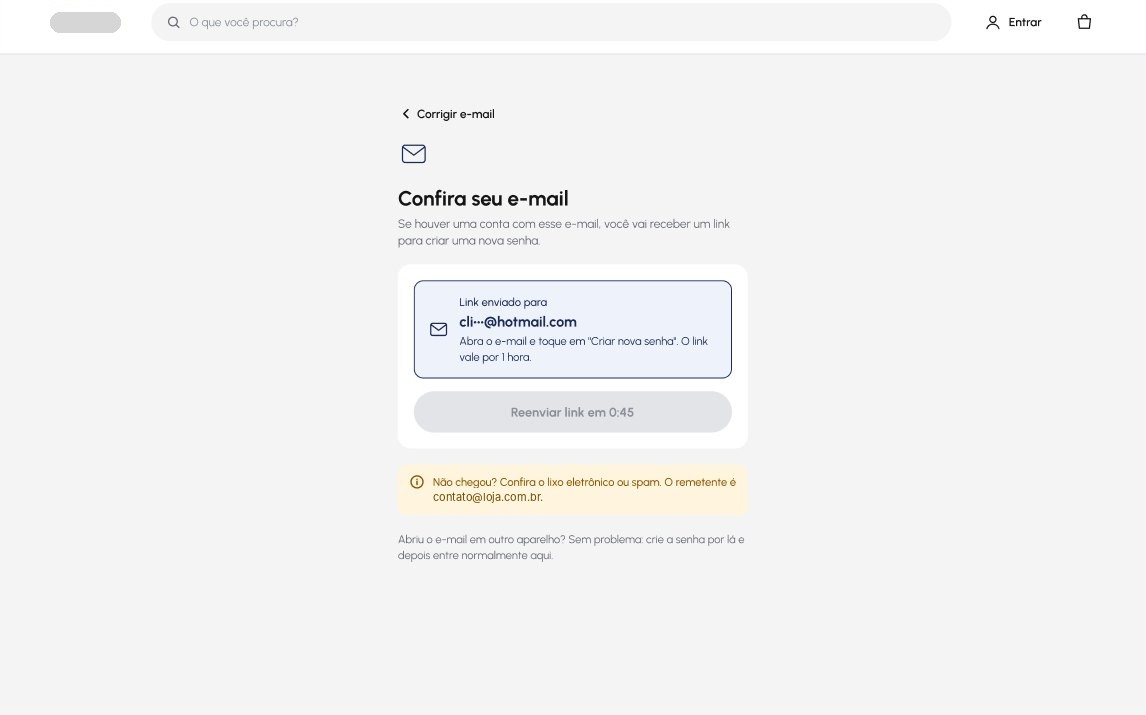 O que você procura?
Entrar
Corrigir e-mail
Confira seu e-mail
Se houver uma conta com esse e-mail, você vai receber um link
para criar uma nova senha.
Link enviado para
cli···@hotmail.com
Abra o e-mail e toque em "Criar nova senha". O link
vale por 1 hora.
Reenviar link em 0:45
Não chegou? Confira o lixo eletrônico ou spam. O remetente é
contato@loja.com.br.
Abriu o e-mail em outro aparelho? Sem problema: crie a senha por lá e
depois entre normalmente aqui.